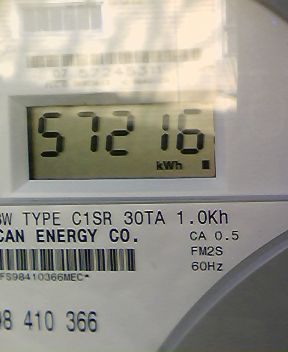 57216
kWh
3W TYPE C1SR 30TA 1.0Kh
CAN ENERGY CO.
CA 0.5
FM2S
60Hz
*FS98410366MEC*
98 410 366